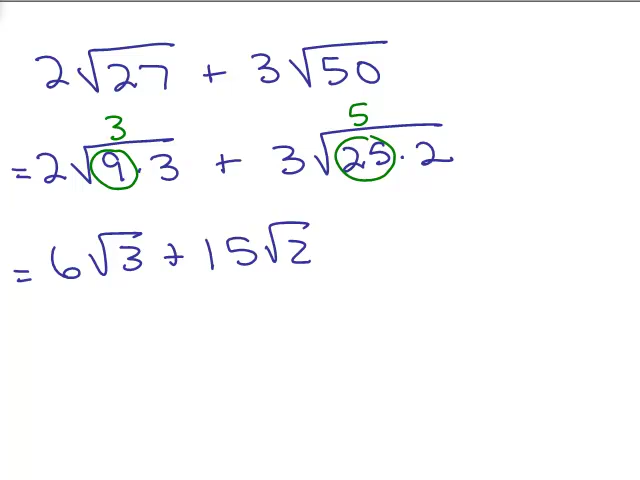 2√27 + 3√50
3 5
= 2√9·3 + 3√25·2
= 6√3 + 15√2